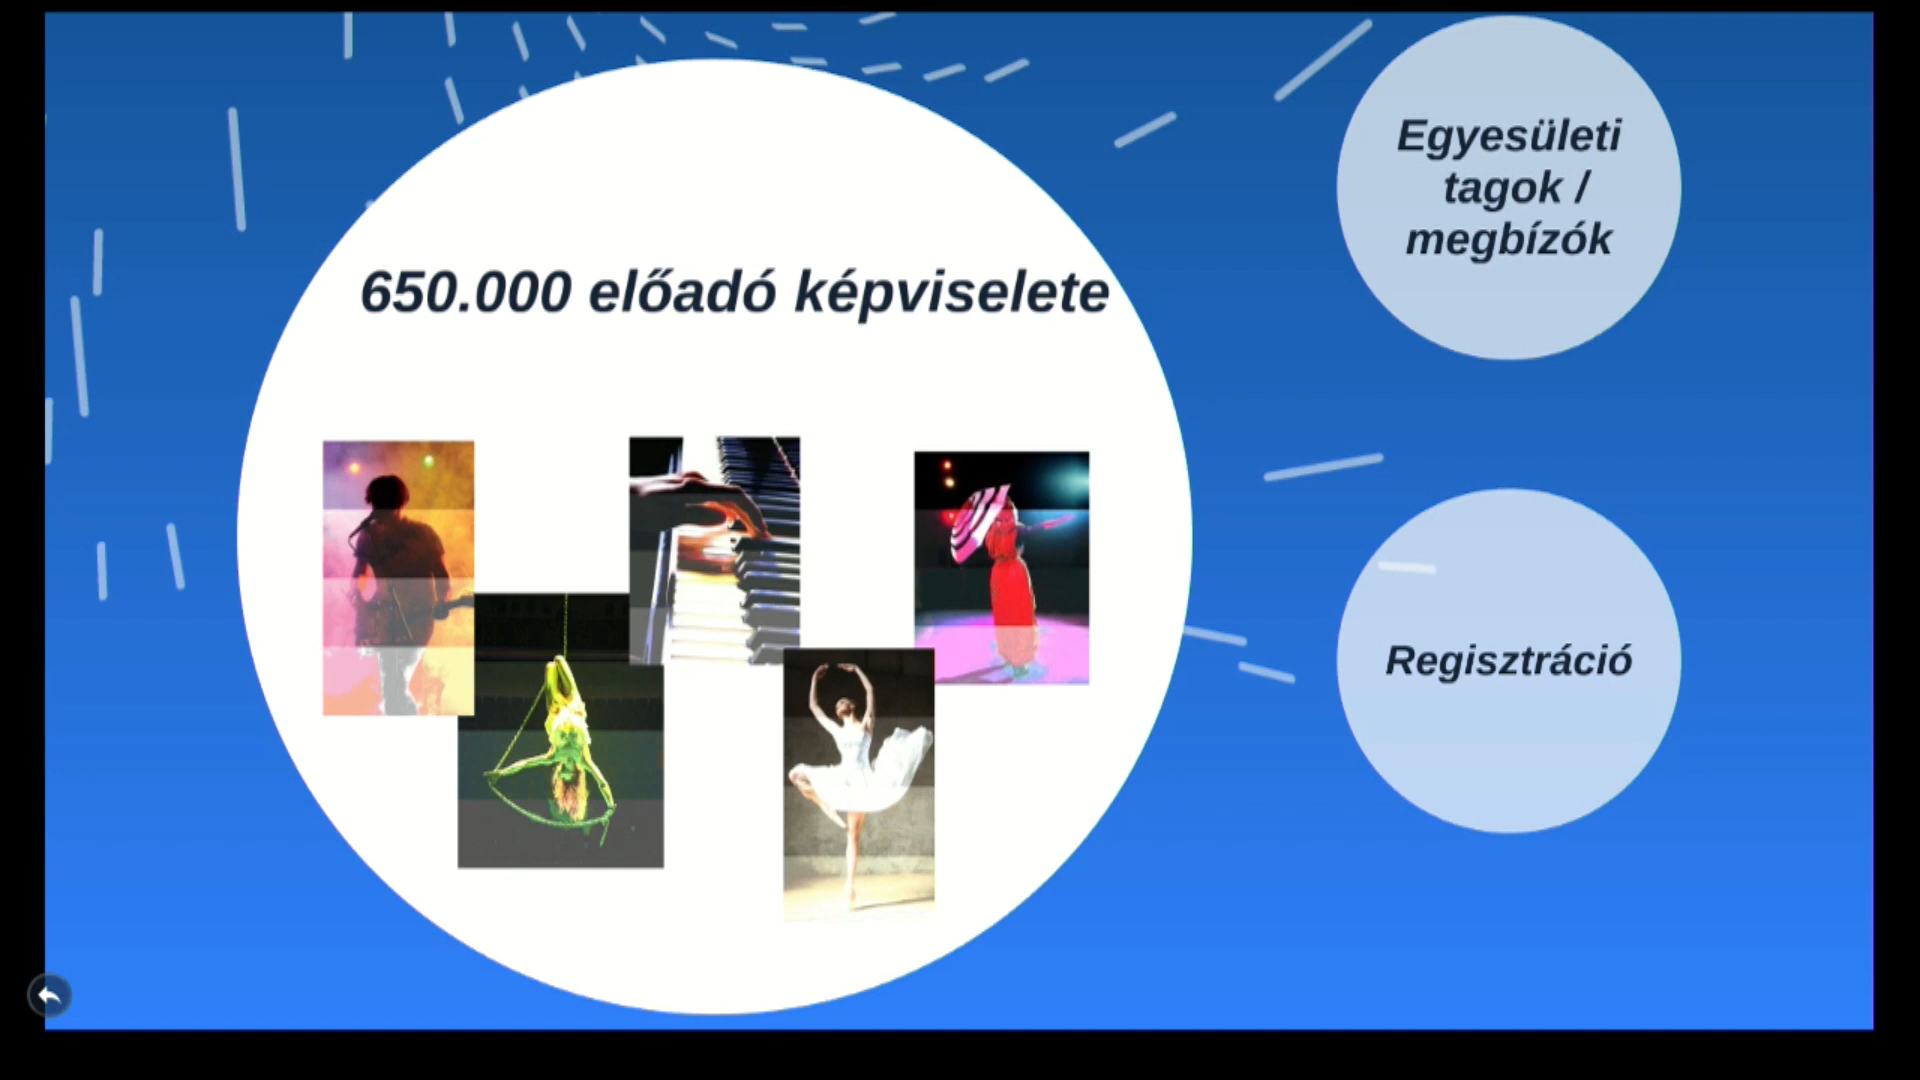 650.000 előadó képviselete
Egyesületi
tagok /
megbízók
Regisztráció